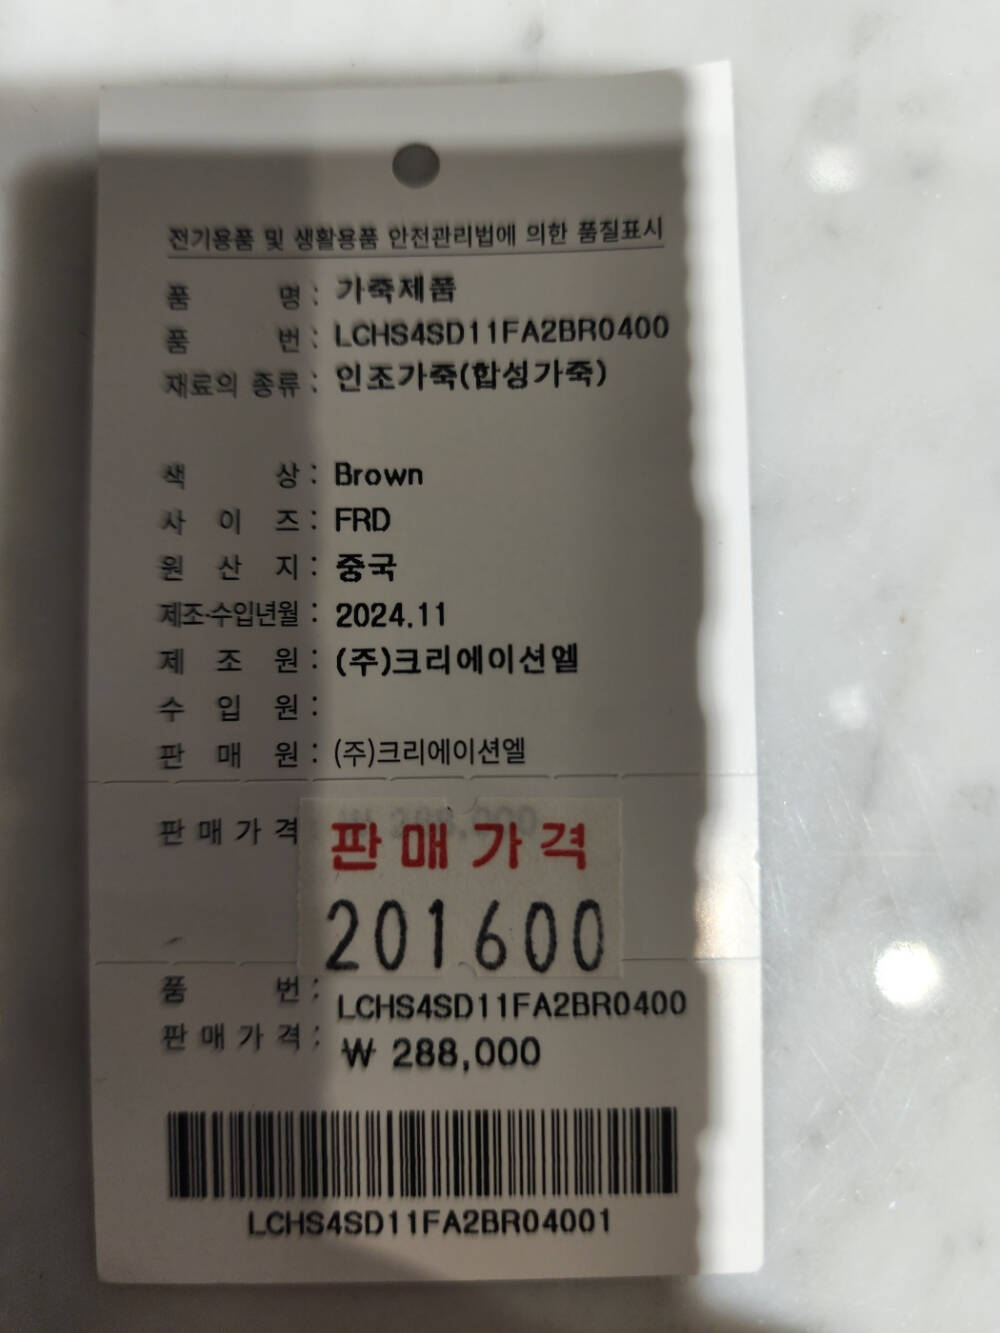 전기용품 및 생활용품 안전관리법에 의한 품질표시
품 명 : 가죽제품
품 번 : LCHS4SD11FA2BR0400
재료의 종류 : 인조가죽(합성가죽)
색 상 : Brown
사 이 즈 : FRD
원 산 지 : 중국
제조·수입년월 : 2024.11
제 조 원 : (주)크리에이션엘
수 입 원 :
판 매 원 : (주)크리에이션엘
판 매 가 격 : ₩ 288,000
판매가격
201600
품 번 : LCHS4SD11FA2BR0400
판 매 가 격 : ₩ 288,000
LCHS4SD11FA2BR04001